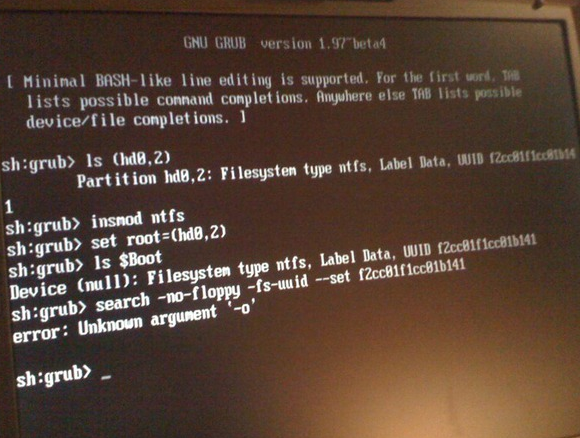 GNU GRUB version 1.97~beta4
[ Minimal BASH-like line editing is supported. For the first word, TAB
lists possible command completions. Anywhere else TAB lists possible
device/file completions. ]
sh:grub> ls (hd0,2)
Partition hd0,2: Filesystem type ntfs, Label Data, UUID f2cc01f1cc01b14
1
sh:grub> insmod ntfs
sh:grub> set root=(hd0,2)
sh:grub> ls $Boot
Device (null): Filesystem type ntfs, Label Data, UUID f2cc01f1cc01b141
sh:grub> search -no-floppy -fs-uuid --set f2cc01f1cc01b141
error: Unknown argument `-o'
sh:grub> _